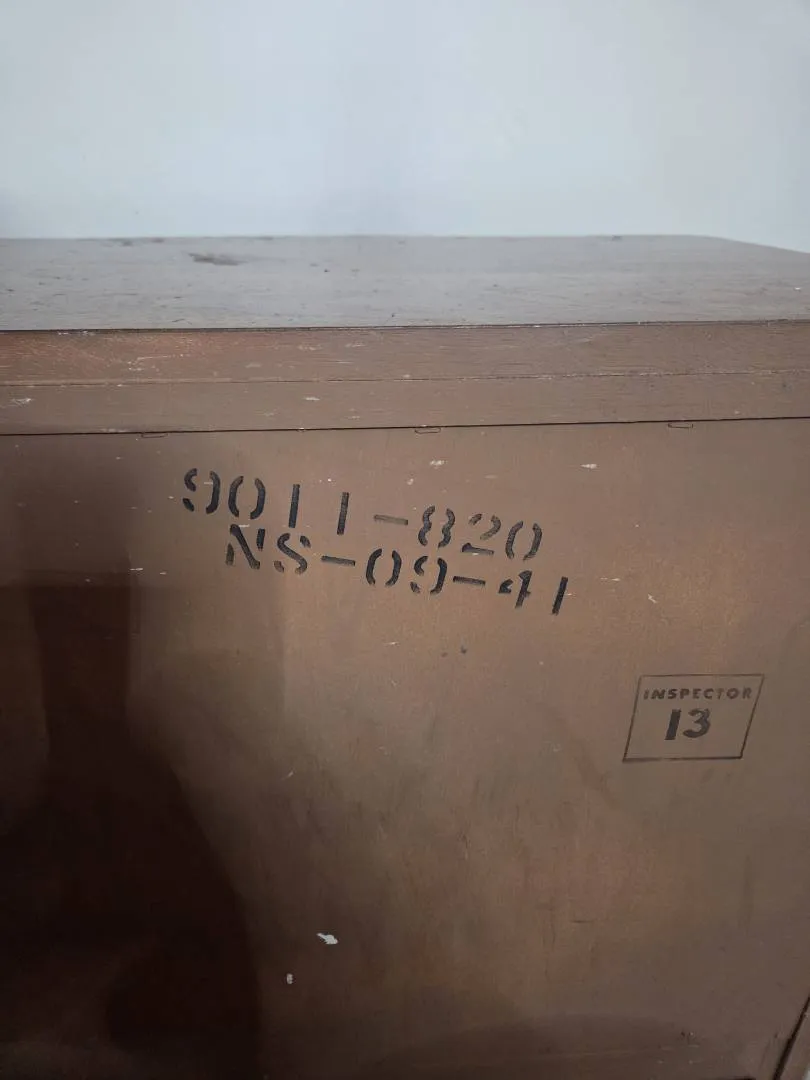 9011-820
NS-09-41
INSPECTOR
13